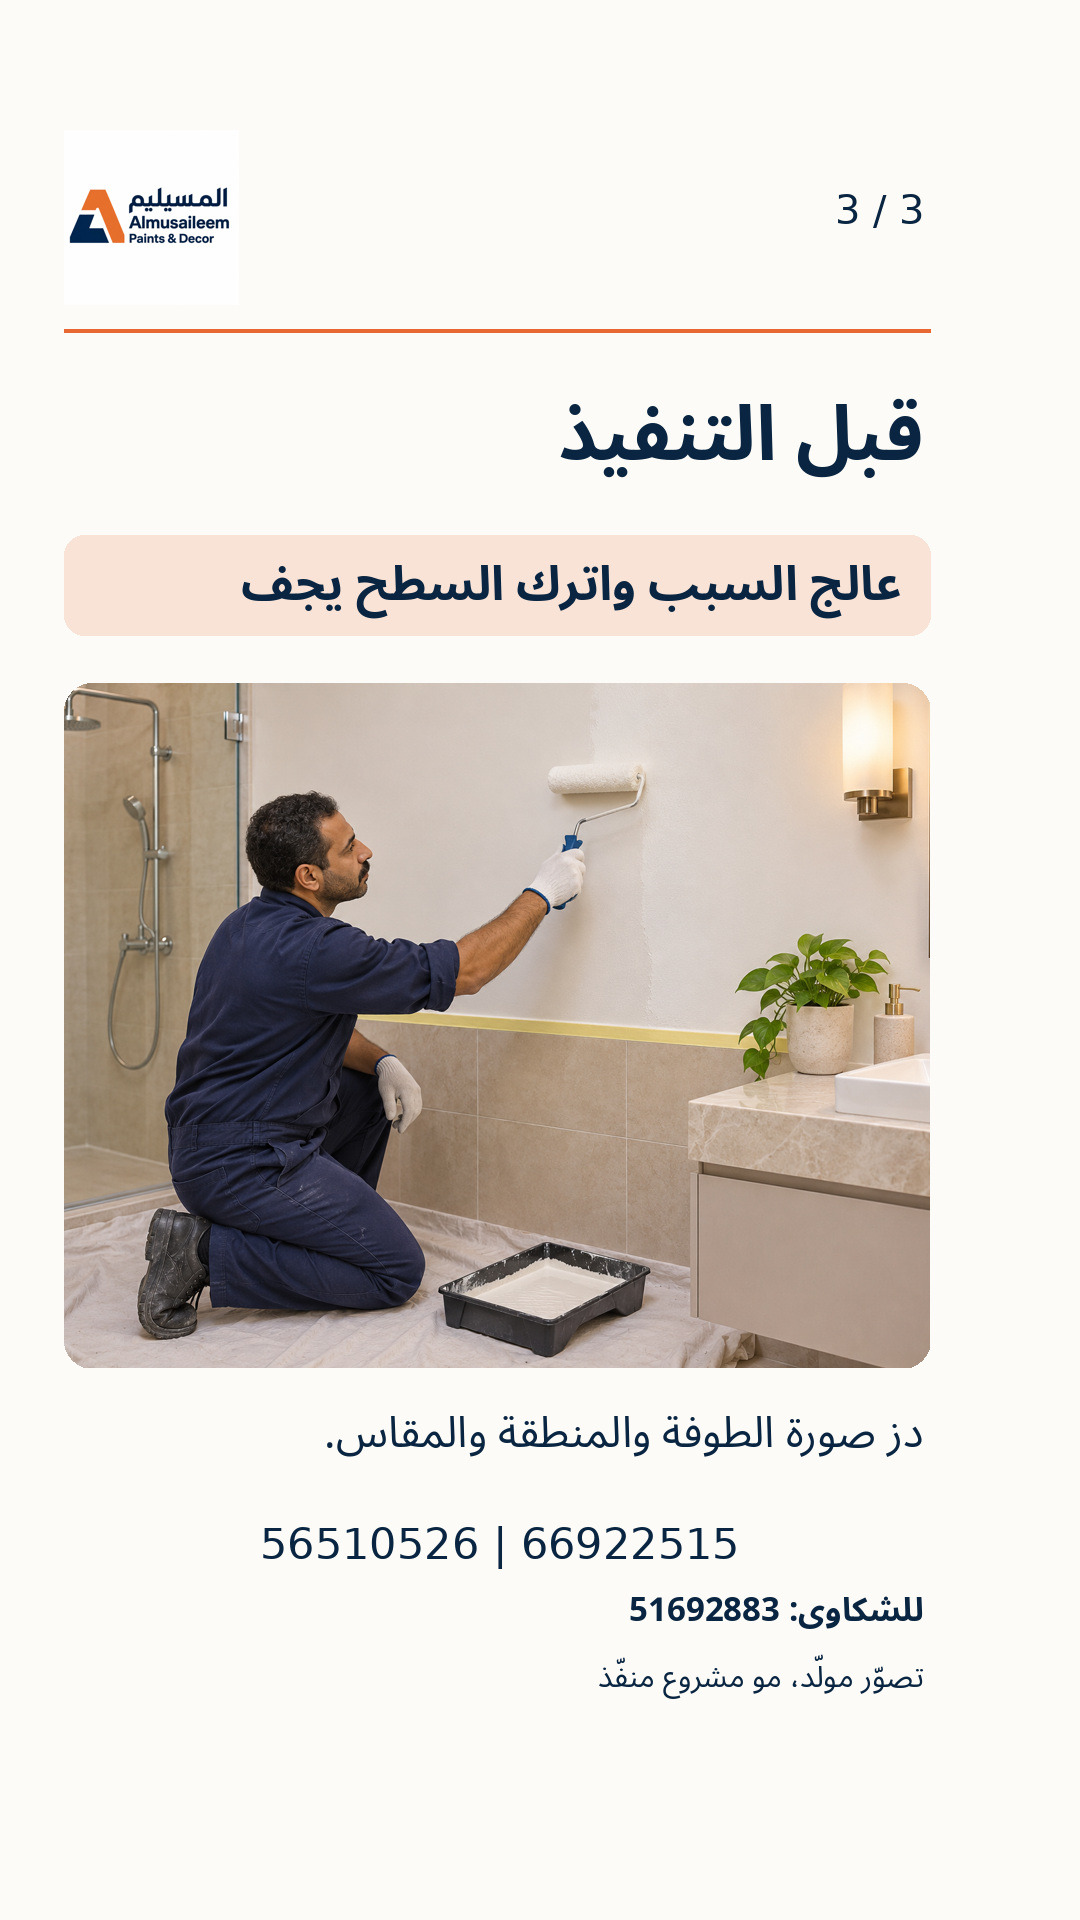 المسيليم
Almusaileem
Paints & Decor
3 / 3
قبل التنفيذ
عالج السبب واترك السطح يجف
دز صورة الطوفة والمنطقة والمقاس.
56510526 | 66922515
للشكاوى: 51692883
تصوّر مولّد، مو مشروع منفّذ